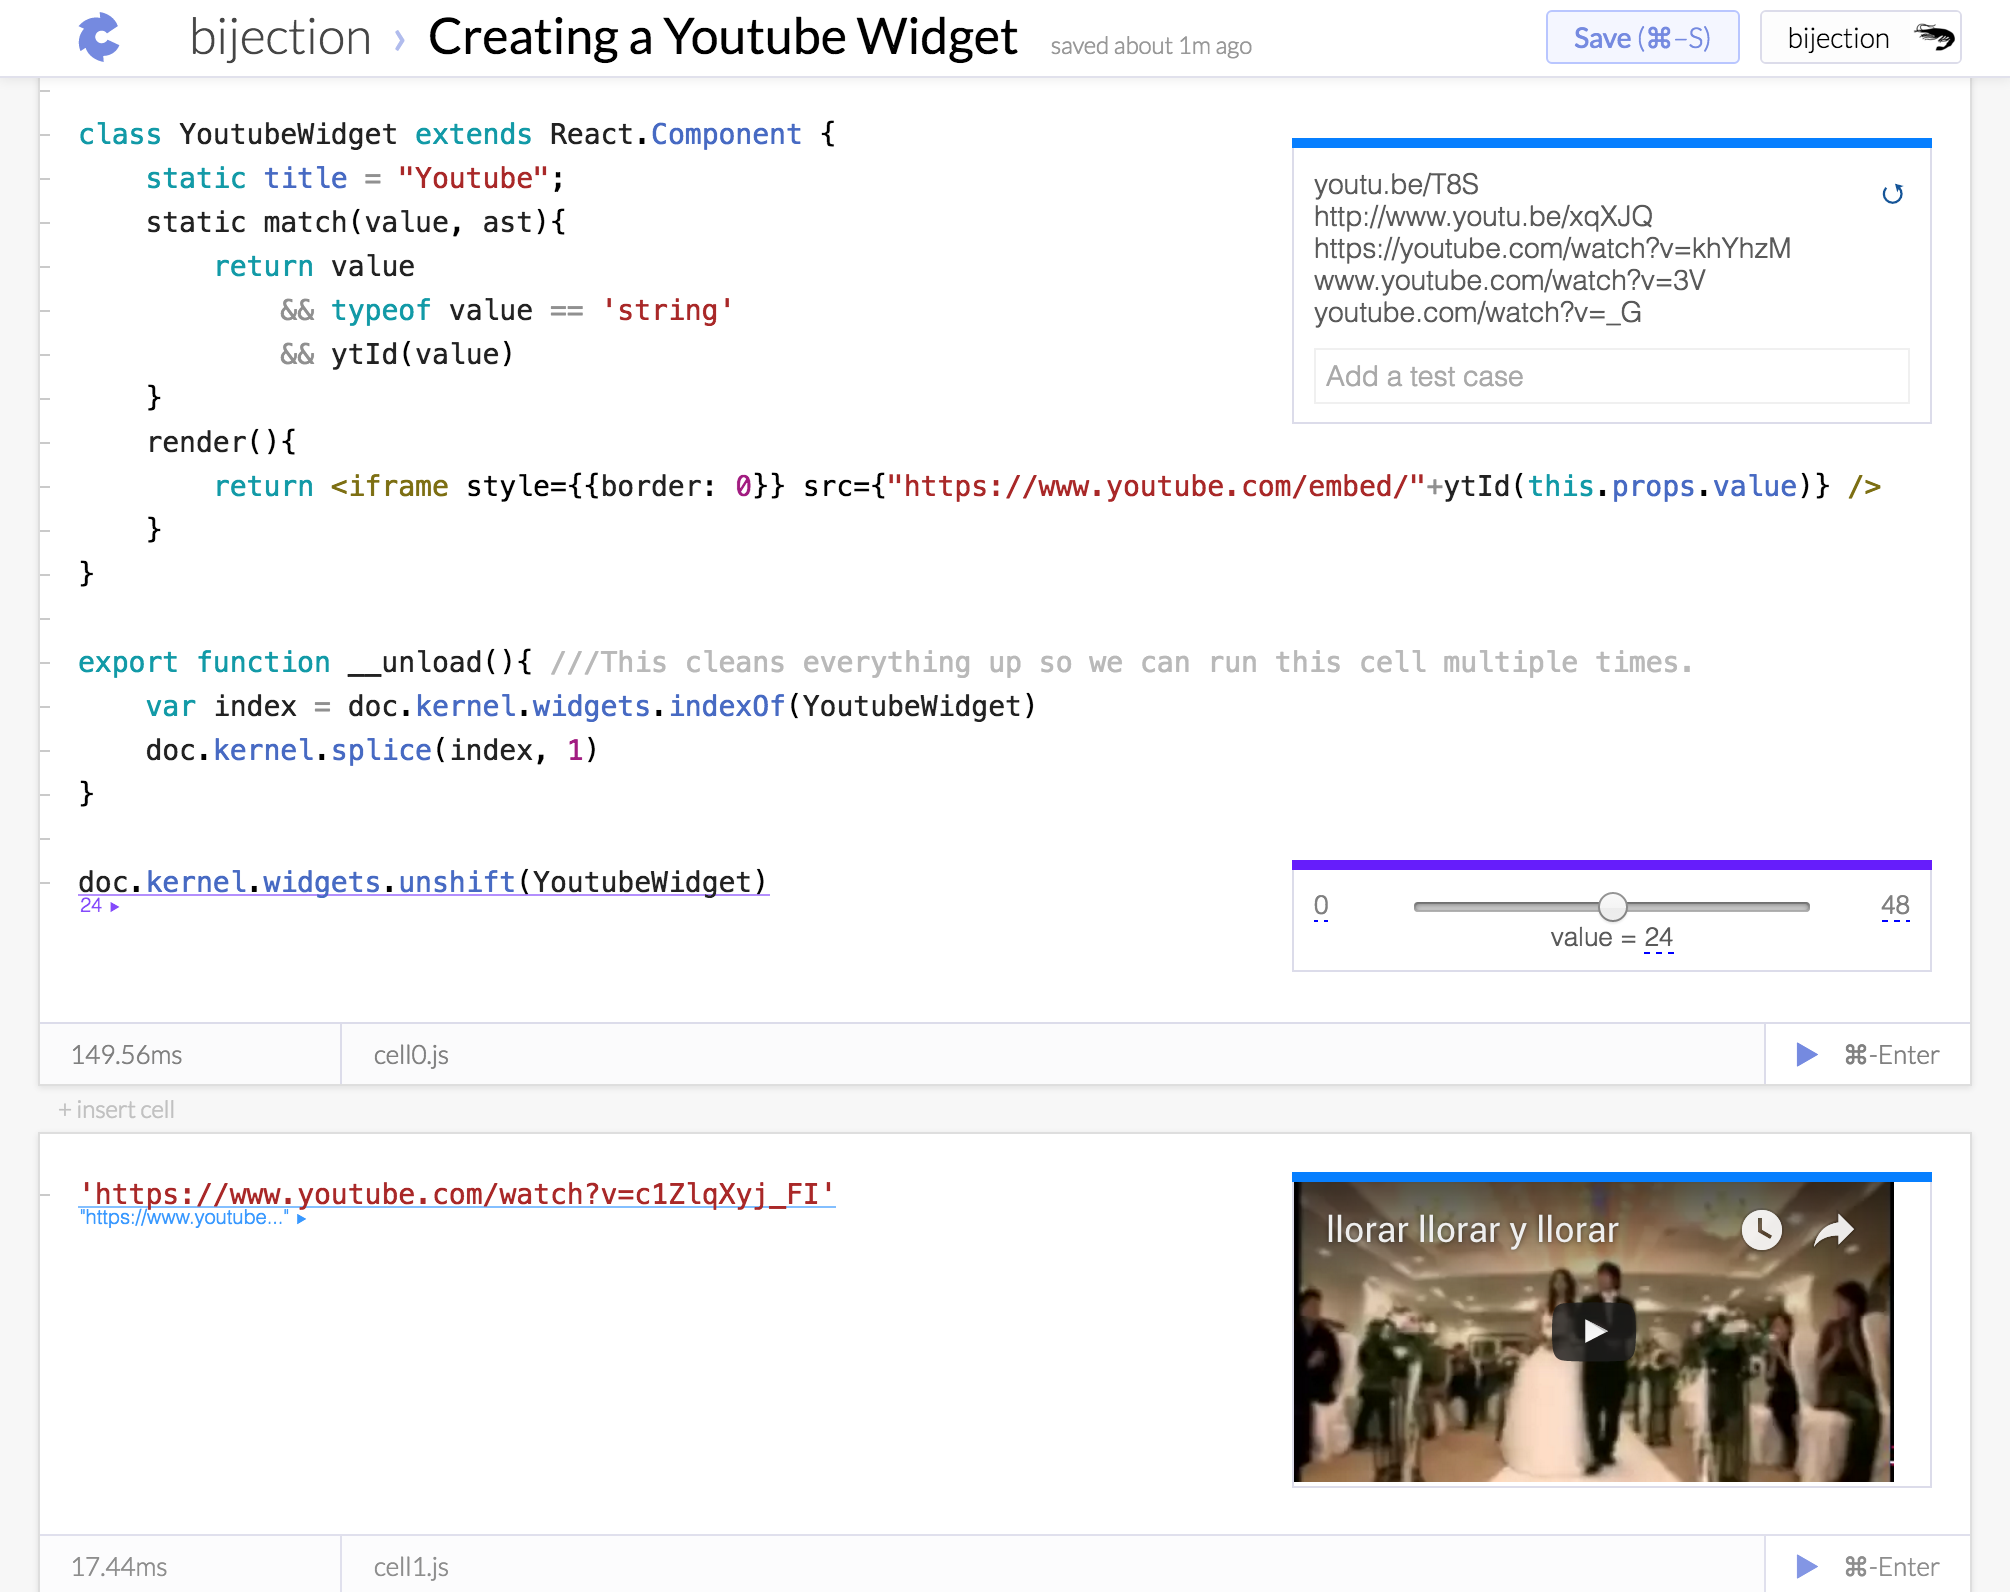 bijection › Creating a Youtube Widget saved about 1m ago
Save (⌘-S)
bijection
class YoutubeWidget extends React.Component {
static title = "Youtube";
static match(value, ast){
return value
&& typeof value == 'string'
&& ytId(value)
}
render(){
return <iframe style={{border: 0}} src={"https://www.youtube.com/embed/"+ytId(this.props.value)} />
}
}
export function __unload(){ ///This cleans everything up so we can run this cell multiple times.
var index = doc.kernel.widgets.indexOf(YoutubeWidget)
doc.kernel.splice(index, 1)
}
doc.kernel.widgets.unshift(YoutubeWidget)
24 ▸
youtu.be/T8S
http://www.youtu.be/xqXJQ
https://youtube.com/watch?v=khYhzM
www.youtube.com/watch?v=3V
youtube.com/watch?v=_G
Add a test case
0
48
value = 24
149.56ms
cell0.js
⌘-Enter
+ insert cell
'https://www.youtube.com/watch?v=c1ZlqXyj_FI'
"https://www.youtube..." ▸
llorar llorar y llorar
17.44ms
cell1.js
⌘-Enter